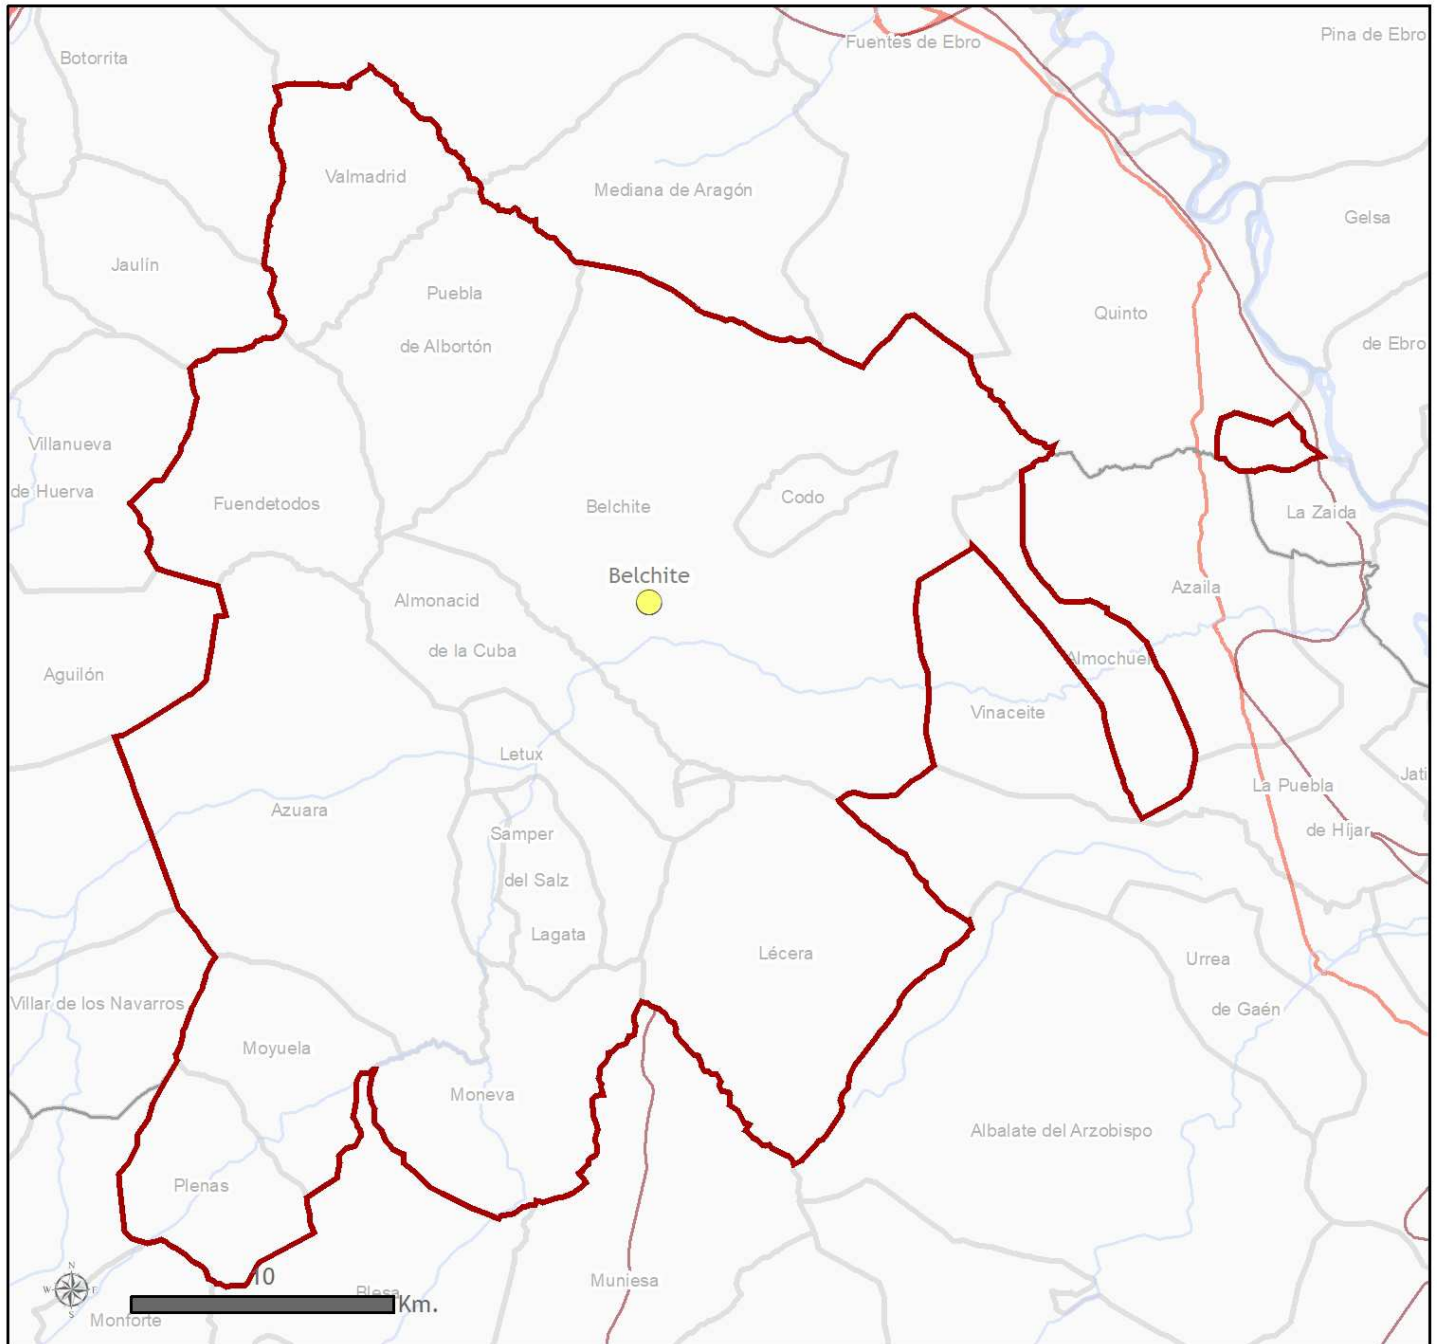 Botorrita
Fuentes de Ebro
Pina de Ebro
Valmadrid
Mediana de Aragón
Gelsa
Jaulín
Puebla
de Albortón
Quinto
de Ebro
Villanueva
de Huerva
Fuendetodos
Belchite
Codo
La Zaida
Belchite
Azaila
Almonacid
de la Cuba
Almochuel
Aguilón
Vinaceite
Letux
La Puebla
de Híjar
Jati
Azuara
Samper
del Salz
Lagata
Lécera
Urrea
de Gaén
Villar de los Navarros
Moyuela
Moneva
Albalate del Arzobispo
Plenas
Muniesa
Blesa
Monforte
N
W
S
10
Km.